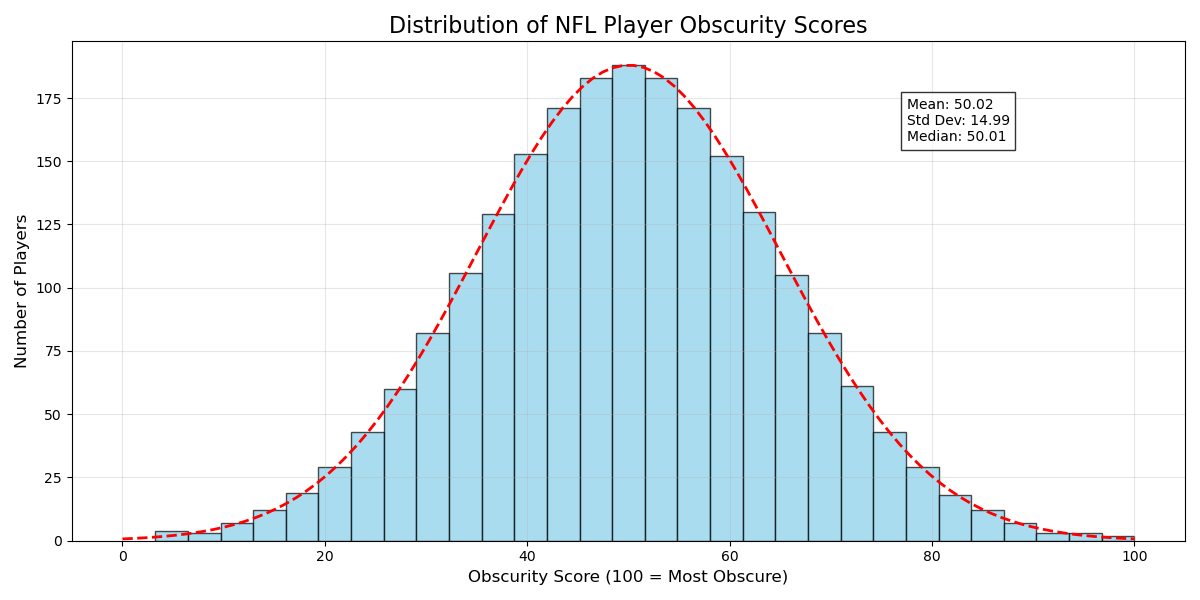 Distribution of NFL Player Obscurity Scores
175
150
125
100
75
50
25
0
Number of Players
Mean: 50.02
Std Dev: 14.99
Median: 50.01
0 20 40 60 80 100
Obscurity Score (100 = Most Obscure)